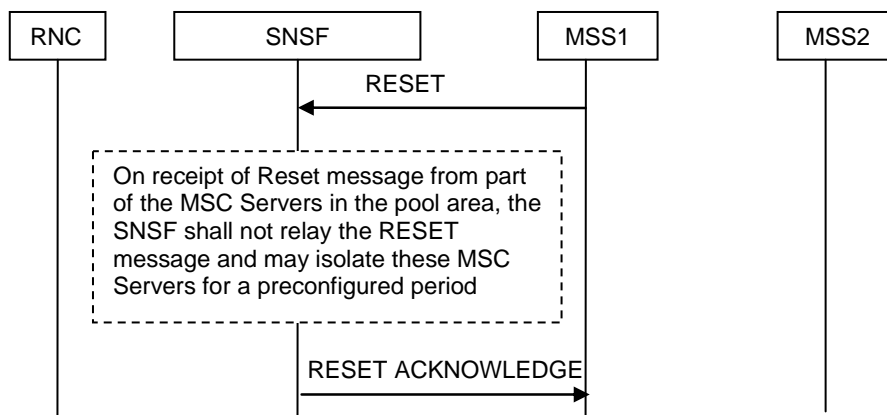 RNC
SNSF
MSS1
MSS2
RESET
On receipt of Reset message from part
of the MSC Servers in the pool area, the
SNSF shall not relay the RESET
message and may isolate these MSC
Servers for a preconfigured period
RESET ACKNOWLEDGE